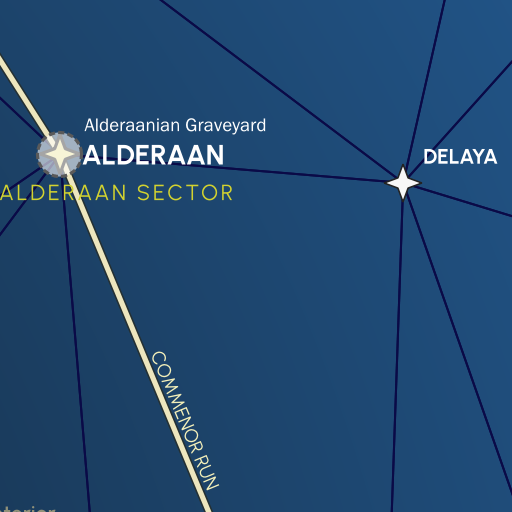 Alderaanian Graveyard
ALDERAAN
DELAYA
ALDERAAN SECTOR
COMMENOR RUN